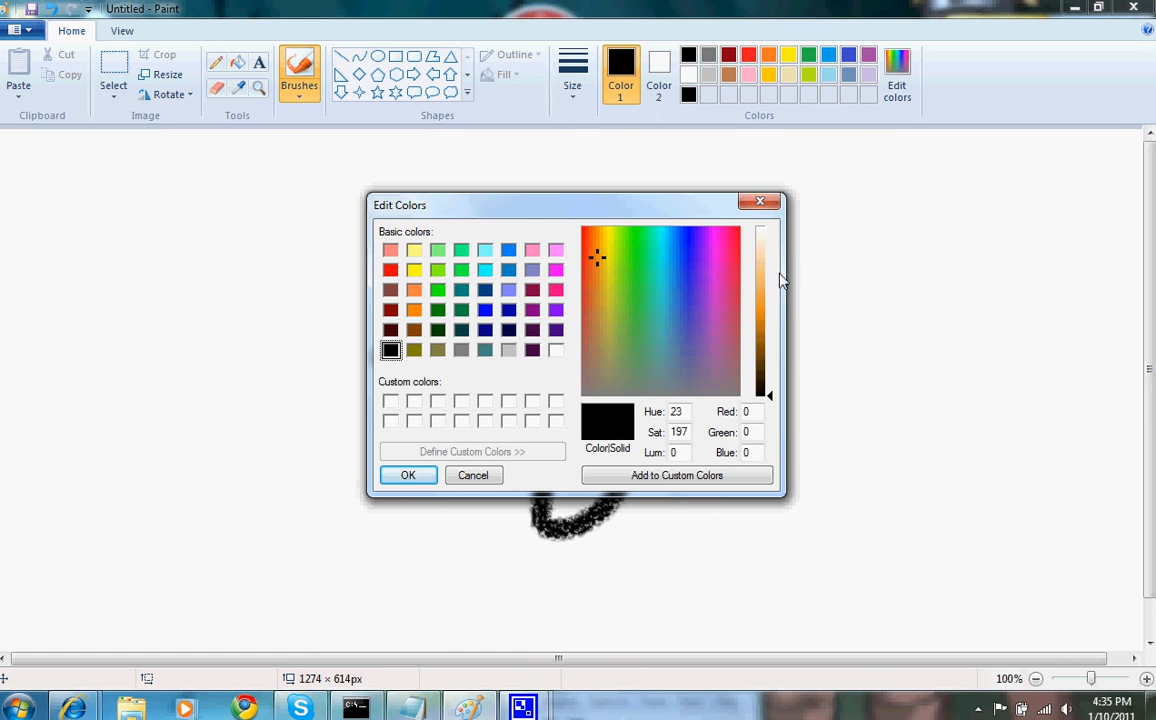 Untitled - Paint
Home View
Paste
Cut
Copy
Clipboard
Select
Crop
Resize
Rotate
Image
Tools
A
Brushes
Shapes
Outline
Fill
Size
Color 1
Color 2
Colors
Edit colors
Edit Colors
Basic colors:
Custom colors:
Define Custom Colors >>
OK Cancel
Color|Solid
Hue: 23 Red: 0
Sat: 197 Green: 0
Lum: 0 Blue: 0
Add to Custom Colors
1274 × 614px
100%
C:\.
4:35 PM
1/10/2011